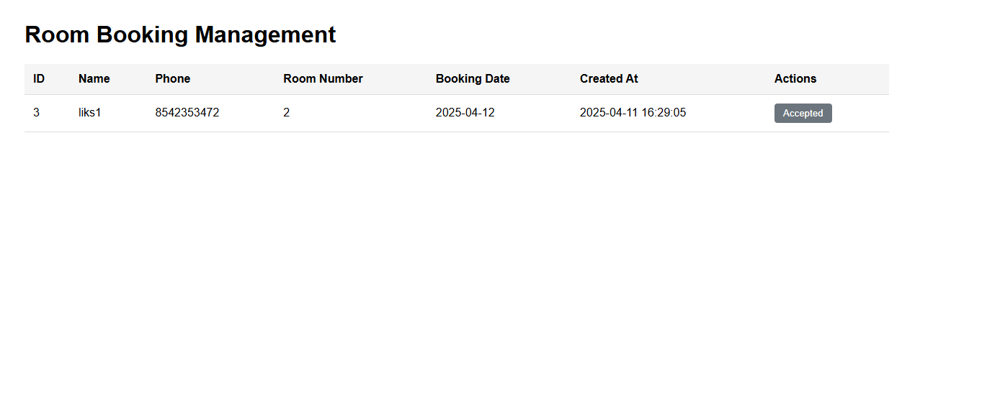 Room Booking Management
ID Name Phone Room Number Booking Date Created At Actions
3 liks1 8542353472 2 2025-04-12 2025-04-11 16:29:05 Accepted